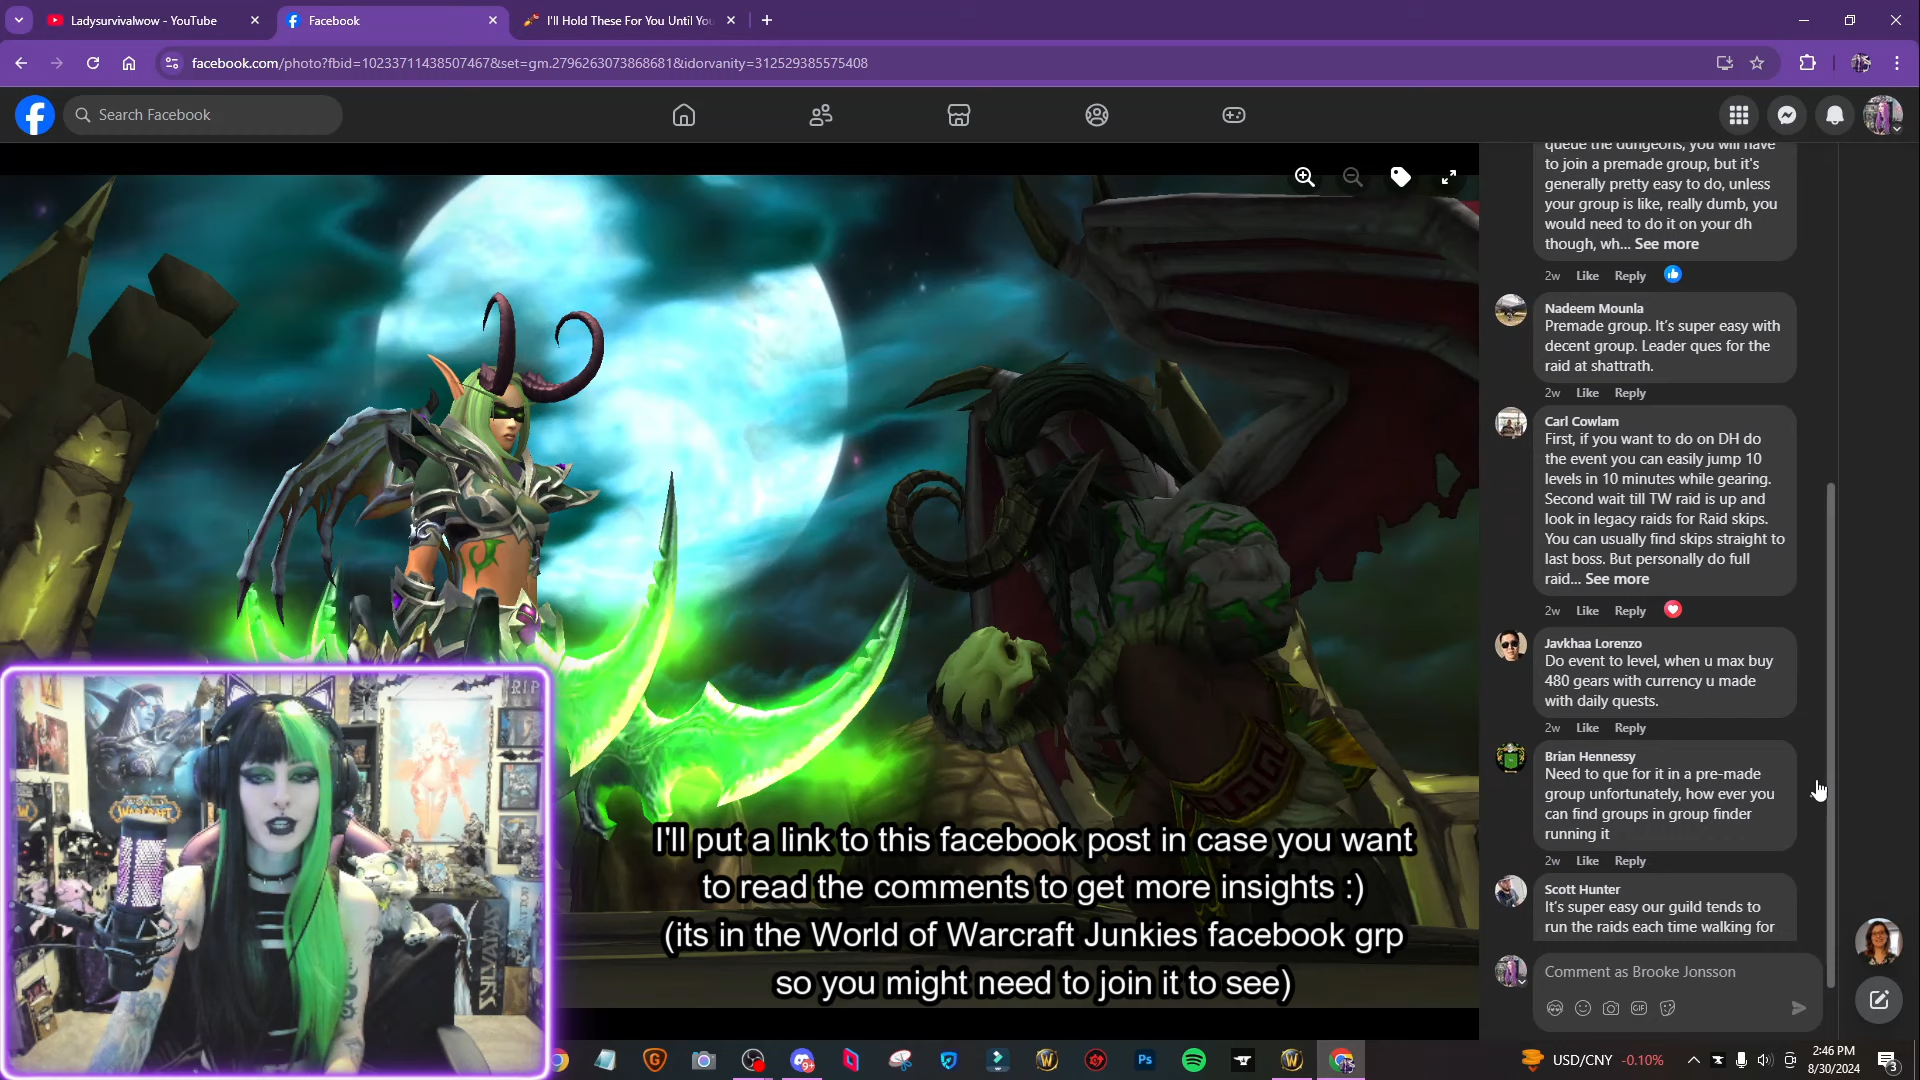 Ladysurvivalwow - YouTube
Facebook
I'll Hold These For You Until You
facebook.com/photo?fbid=10233711438507467&set=gm.2796263073868681&idorvanity=312529385575408
Search Facebook
queue the dungeons, you will have
to join a premade group, but it's
generally pretty easy to do, unless
your group is like, really dumb, you
would need to do it on your dh
though, wh... See more
2w Like Reply
Nadeem Mounla
Premade group. It's super easy with
decent group. Leader ques for the
raid at shattrath.
2w Like Reply
Carl Cowlam
First, if you want to do on DH do
the event you can easily jump 10
levels in 10 minutes while gearing.
Second wait till TW raid is up and
look in legacy raids for Raid skips.
You can usually find skips straight to
last boss. But personally do full
raid... See more
2w Like Reply
Javkhaa Lorenzo
Do event to level, when u max buy
480 gears with currency u made
with daily quests.
2w Like Reply
Brian Hennessy
Need to que for it in a pre-made
group unfortunately, how ever you
can find groups in group finder
running it
2w Like Reply
Scott Hunter
It's super easy our guild tends to
run the raids each time walking for
Comment as Brooke Jonsson
GIF
RIP
WORLD
WARCRAFT
I'll put a link to this facebook post in case you want
to read the comments to get more insights :)
(its in the World of Warcraft Junkies facebook grp
so you might need to join it to see)
9+
Ps
USD/CNY -0.10%
2:46 PM
8/30/2024
3